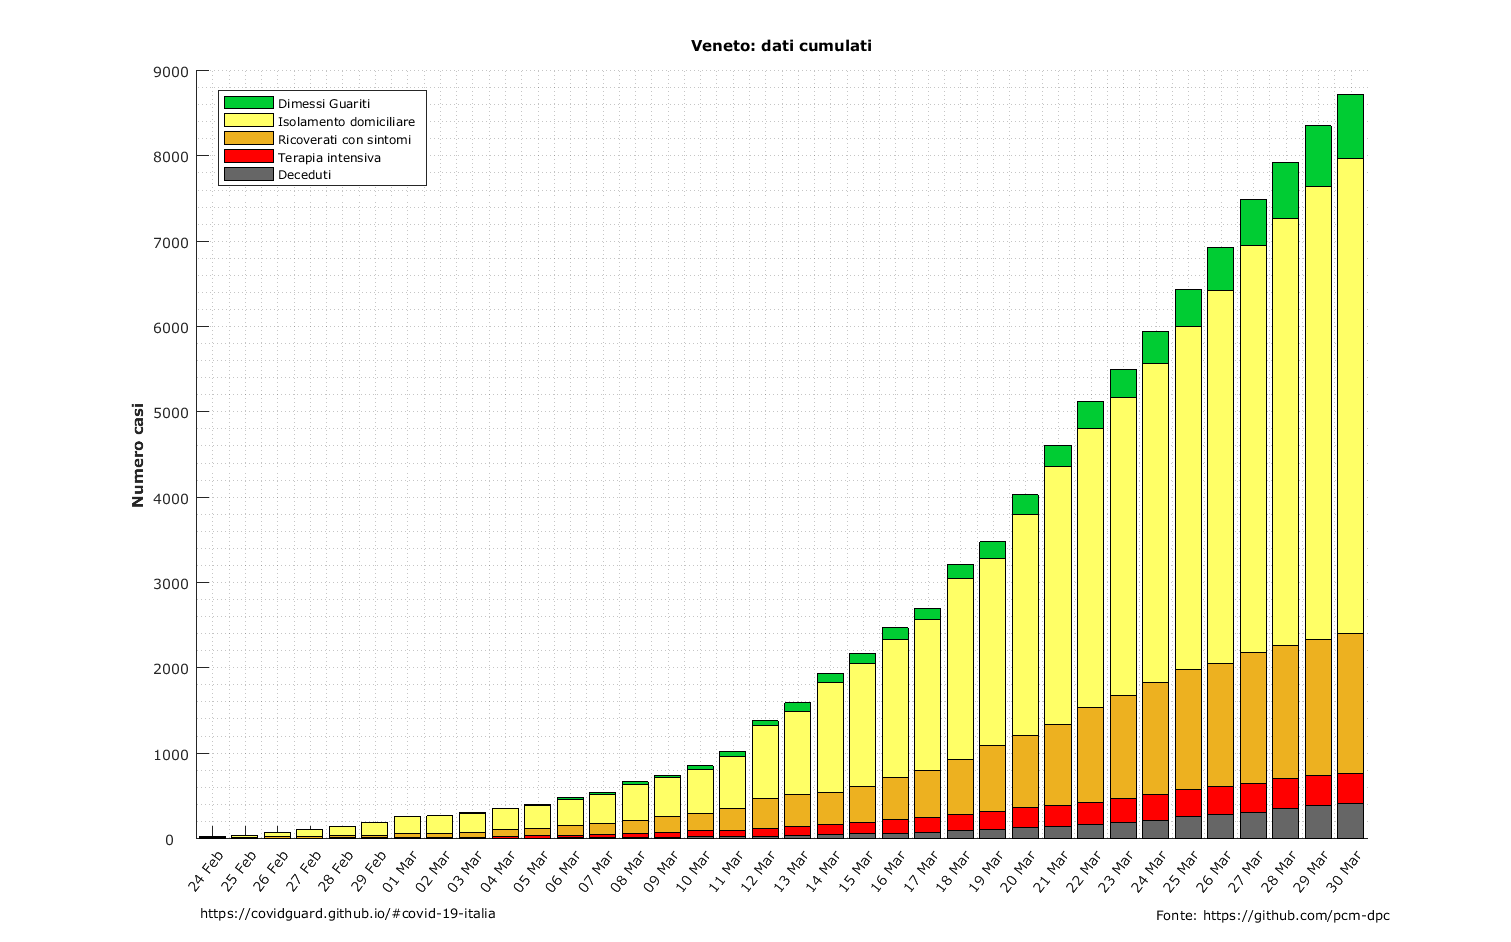 Veneto: dati cumulati
9000
8000
7000
6000
5000
4000
3000
2000
1000
0
Numero casi
Dimessi Guariti
Isolamento domiciliare
Ricoverati con sintomi
Terapia intensiva
Deceduti
24 Feb
25 Feb
26 Feb
27 Feb
28 Feb
29 Feb
01 Mar
02 Mar
03 Mar
04 Mar
05 Mar
06 Mar
07 Mar
08 Mar
09 Mar
10 Mar
11 Mar
12 Mar
13 Mar
14 Mar
15 Mar
16 Mar
17 Mar
18 Mar
19 Mar
20 Mar
21 Mar
22 Mar
23 Mar
24 Mar
25 Mar
26 Mar
27 Mar
28 Mar
29 Mar
30 Mar
https://covidguard.github.io/#covid-19-italia
Fonte: https://github.com/pcm-dpc